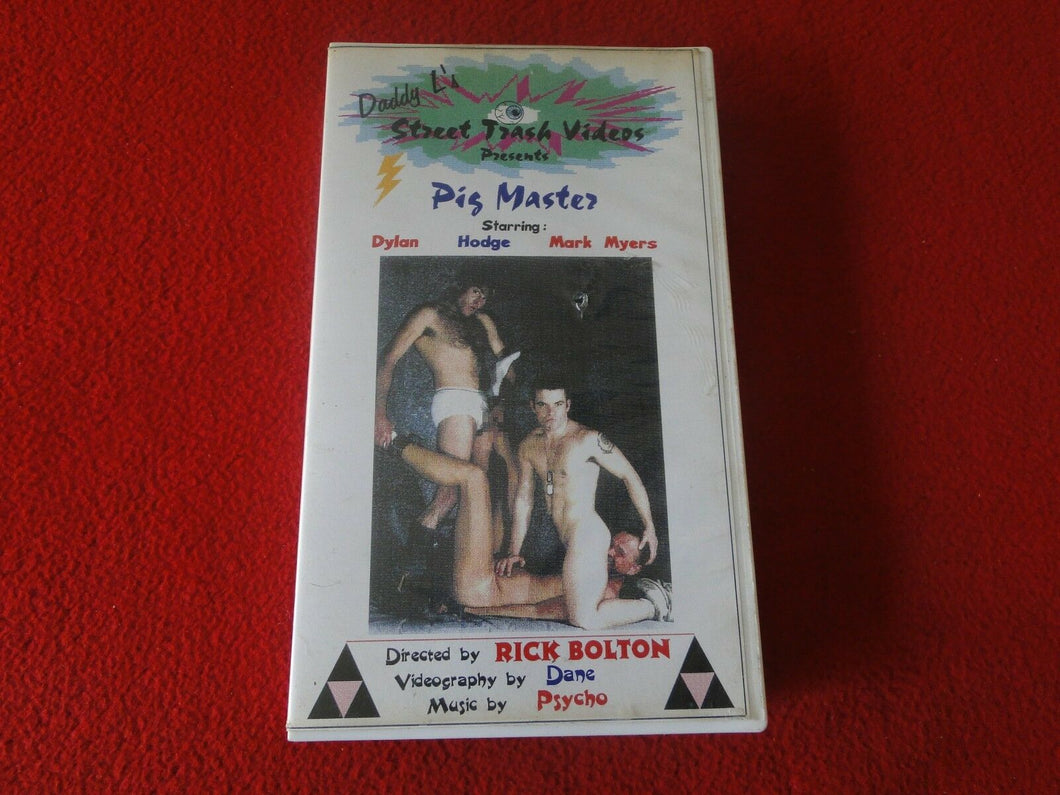 Daddy L's
Street Trash Videos
Presents
Pig Master
Starring:
Dylan Hodge Mark Myers
Directed by RICK BOLTON
Videography by Dane
Music by Psycho